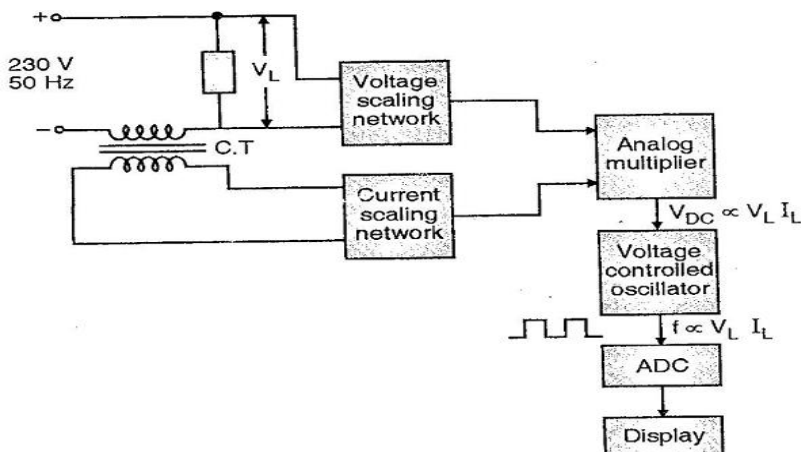 +
230 V
50 Hz
V_L
−
C.T
Voltage
scaling
network
Current
scaling
network
Analog
multiplier
V_DC ∝ V_L I_L
Voltage
controlled
oscillator
f ∝ V_L I_L
ADC
Display